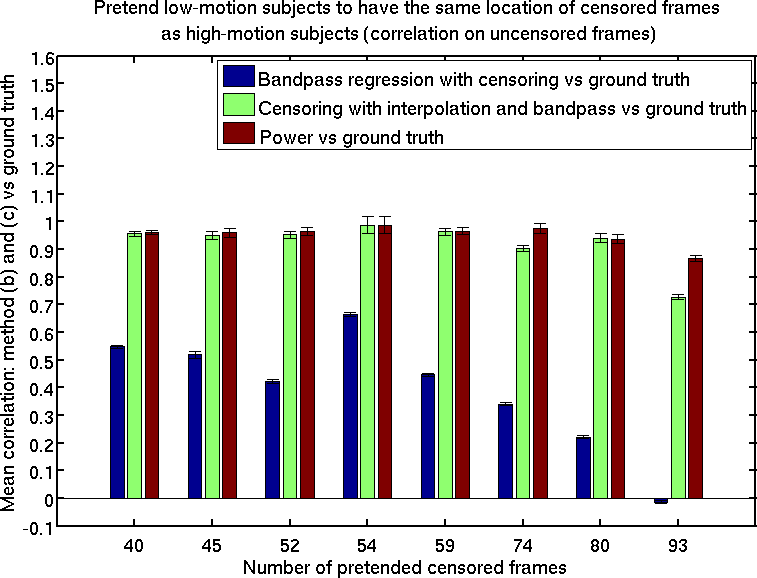 Pretend low-motion subjects to have the same location of censored frames
as high-motion subjects (correlation on uncensored frames)
Mean correlation: method (b) and (c) vs ground truth
1.6
1.5
1.4
1.3
1.2
1.1
1
0.9
0.8
0.7
0.6
0.5
0.4
0.3
0.2
0.1
0
-0.1
Bandpass regression with censoring vs ground truth
Censoring with interpolation and bandpass vs ground truth
Power vs ground truth
40 45 52 54 59 74 80 93
Number of pretended censored frames